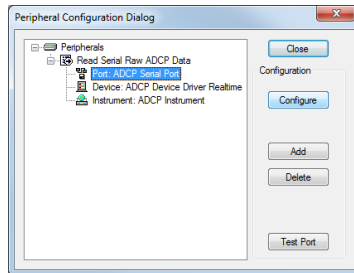 Peripheral Configuration Dialog
Peripherals
Read Serial Raw ADCP Data
Port: ADCP Serial Port
Device: ADCP Device Driver Realtime
Instrument: ADCP Instrument
Close
Configuration
Configure
Add
Delete
Test Port